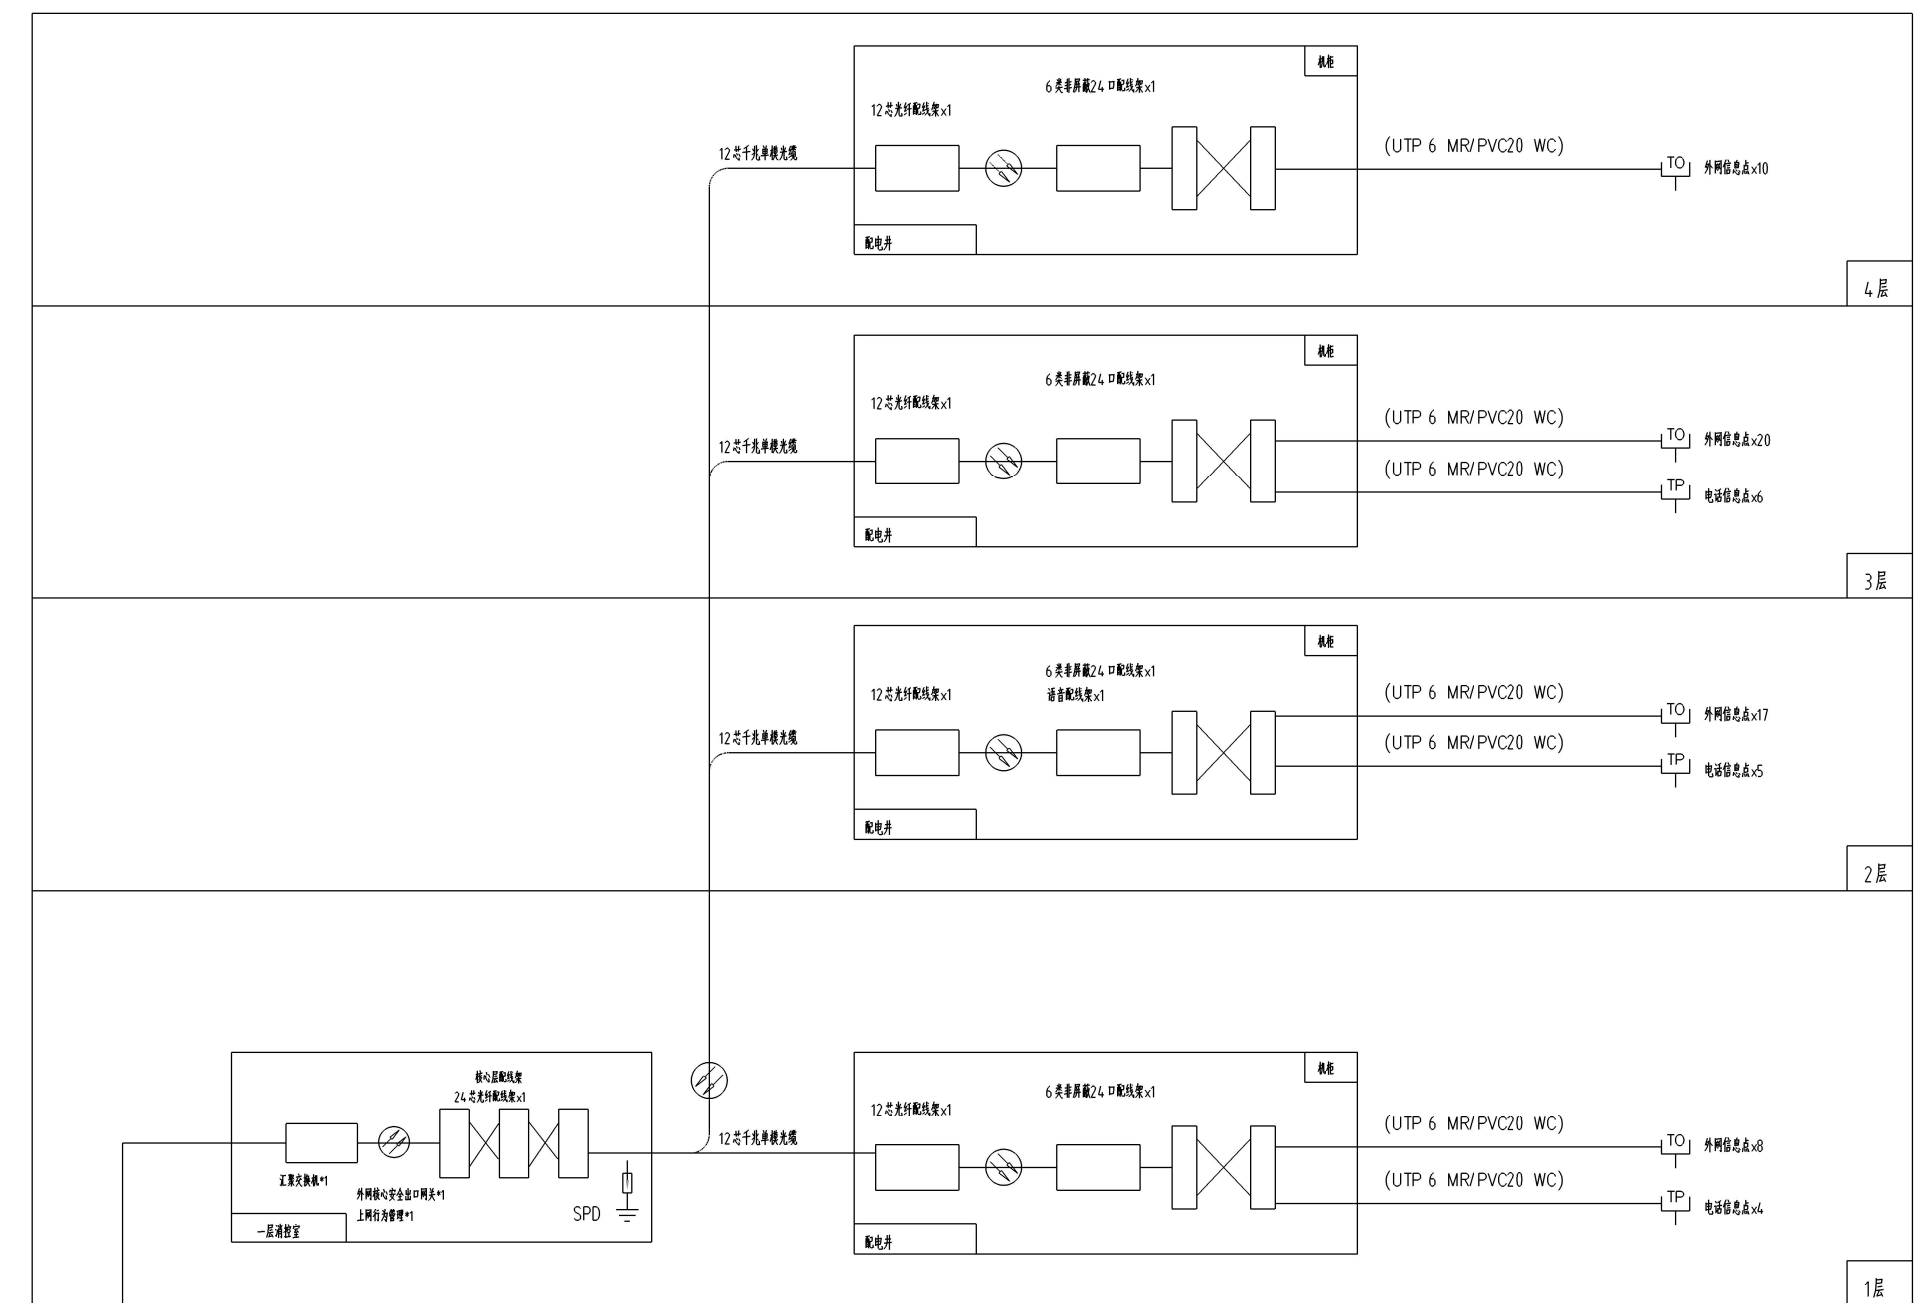 机柜
6类非屏蔽24口配线架x1
12芯光纤配线架x1
12芯千兆单模光缆
(UTP 6 MR/PVC20 WC)
TO 外网信息点x10
配电井
4层
机柜
6类非屏蔽24口配线架x1
12芯光纤配线架x1
12芯千兆单模光缆
(UTP 6 MR/PVC20 WC)
TO 外网信息点x20
(UTP 6 MR/PVC20 WC)
TP 电话信息点x6
配电井
3层
机柜
6类非屏蔽24口配线架x1
语音配线架x1
12芯光纤配线架x1
12芯千兆单模光缆
(UTP 6 MR/PVC20 WC)
TO 外网信息点x17
(UTP 6 MR/PVC20 WC)
TP 电话信息点x5
配电井
2层
核心层配线架
24芯光纤配线架x1
汇聚交换机*1
外网核心安全出口网关*1
上网行为管理*1
SPD
一层消控室
机柜
6类非屏蔽24口配线架x1
12芯光纤配线架x1
12芯千兆单模光缆
(UTP 6 MR/PVC20 WC)
TO 外网信息点x8
(UTP 6 MR/PVC20 WC)
TP 电话信息点x4
配电井
1层